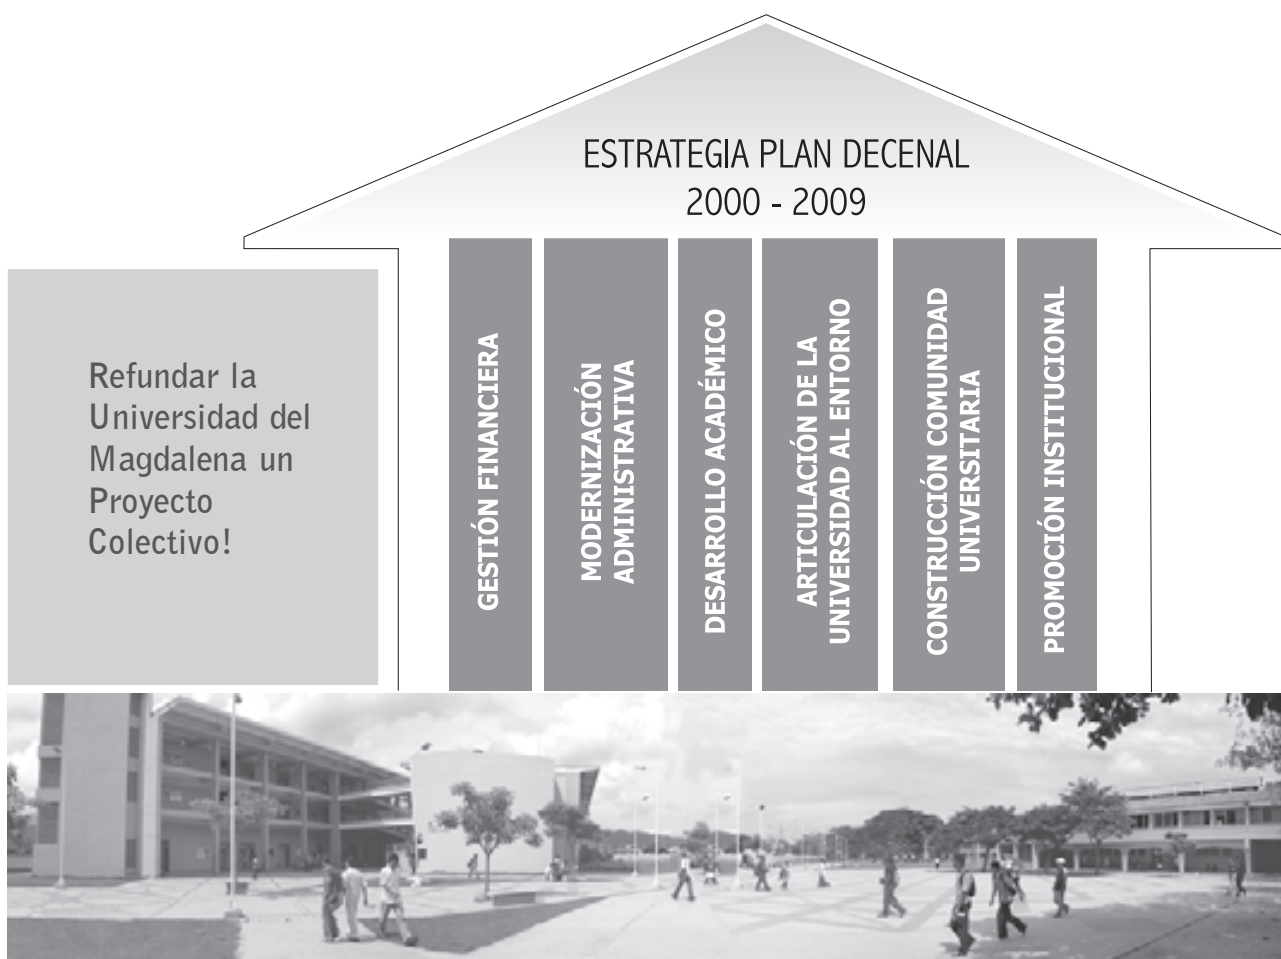 ESTRATEGIA PLAN DECENAL
2000 - 2009
Refundar la
Universidad del
Magdalena un
Proyecto
Colectivo!
GESTIÓN FINANCIERA
MODERNIZACIÓN
ADMINISTRATIVA
DESARROLLO ACADÉMICO
ARTICULACIÓN DE LA
UNIVERSIDAD AL ENTORNO
CONSTRUCCIÓN COMUNIDAD
UNIVERSITARIA
PROMOCIÓN INSTITUCIONAL